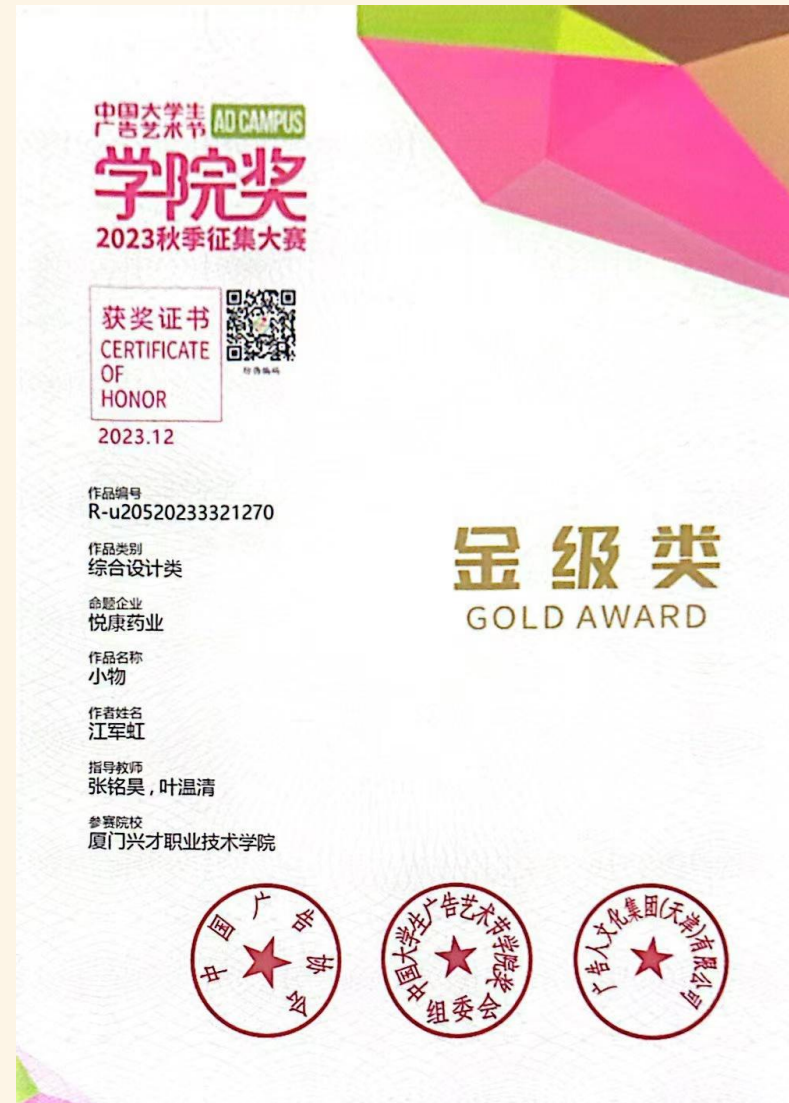 中国大学生
广告艺术节
AD CAMPUS
学院奖
2023秋季征集大赛
获奖证书
CERTIFICATE
OF
HONOR
防伪编码
2023.12
作品编号
R-u20520233321270
作品类别
综合设计类
命题企业
悦康药业
作品名称
小物
作者姓名
江军虹
指导教师
张铭昊,叶温清
参赛院校
厦门兴才职业技术学院
金级类
GOLD AWARD
中国广告协会
中国大学生广告艺术节学院奖
组委会
广告人文化集团(天津)有限公司